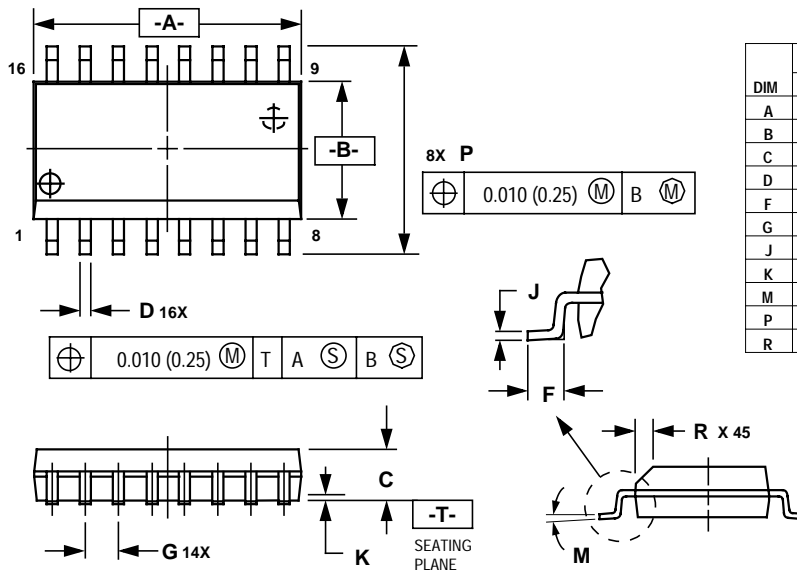 -A-
16 9
-B-
8X P
⌖ 0.010 (0.25) Ⓜ B Ⓜ
1 8
D 16X
J
⌖ 0.010 (0.25) Ⓜ T A Ⓢ B Ⓢ
F
R X 45
C
-T-
G 14X
K
SEATING
PLANE
M
DIM
A
B
C
D
F
G
J
K
M
P
R